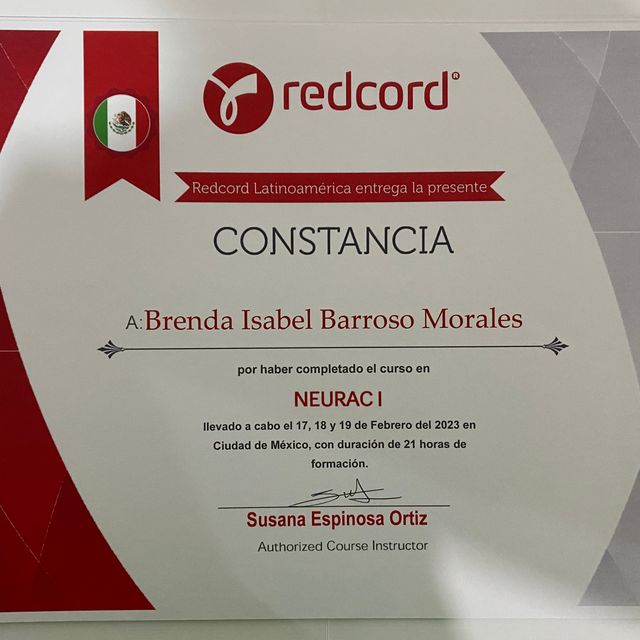 redcord®
Redcord Latinoamérica entrega la presente
CONSTANCIA
A: Brenda Isabel Barroso Morales
por haber completado el curso en
NEURAC I
llevado a cabo el 17, 18 y 19 de Febrero del 2023 en
Ciudad de México, con duración de 21 horas de
formación.
Susana Espinosa Ortiz
Authorized Course Instructor